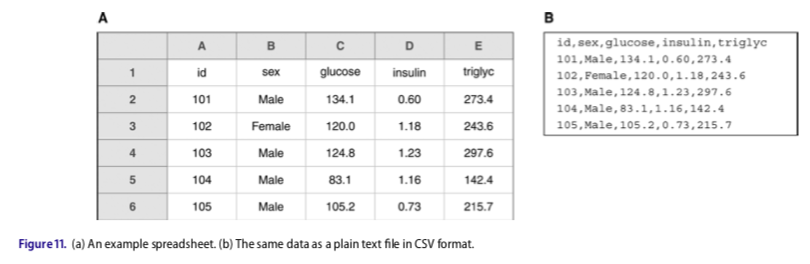 A
A B C D E
1 id sex glucose insulin triglyc
2 101 Male 134.1 0.60 273.4
3 102 Female 120.0 1.18 243.6
4 103 Male 124.8 1.23 297.6
5 104 Male 83.1 1.16 142.4
6 105 Male 105.2 0.73 215.7
B
id,sex,glucose,insulin,triglyc
101,Male,134.1,0.60,273.4
102,Female,120.0,1.18,243.6
103,Male,124.8,1.23,297.6
104,Male,83.1,1.16,142.4
105,Male,105.2,0.73,215.7
Figure 11. (a) An example spreadsheet. (b) The same data as a plain text file in CSV format.